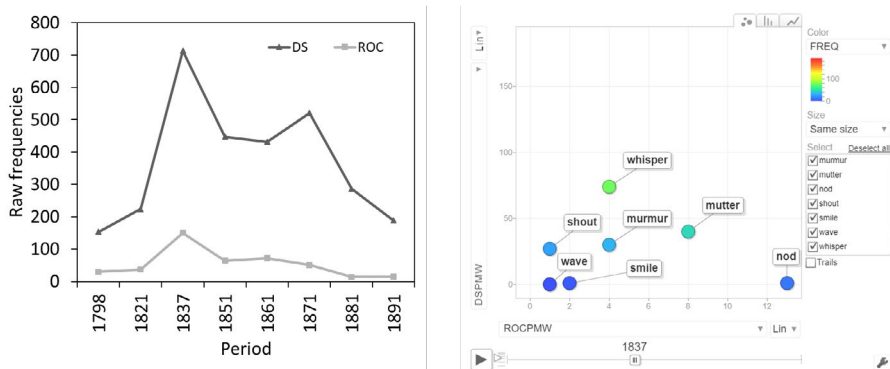 800
700
600
500
400
300
200
100
0
Raw frequencies
DS ROC
1798 1821 1837 1851 1861 1871 1881 1891
Period
Lin
DSPMW
150
100
50
0
whisper
mutter
shout
murmur
wave
smile
nod
0 2 4 6 8 10 12
ROCPMW Lin
1837
Color
FREQ
100
0
Size
Same size
Select Deselect all
murmur
mutter
nod
shout
smile
wave
whisper
Trails